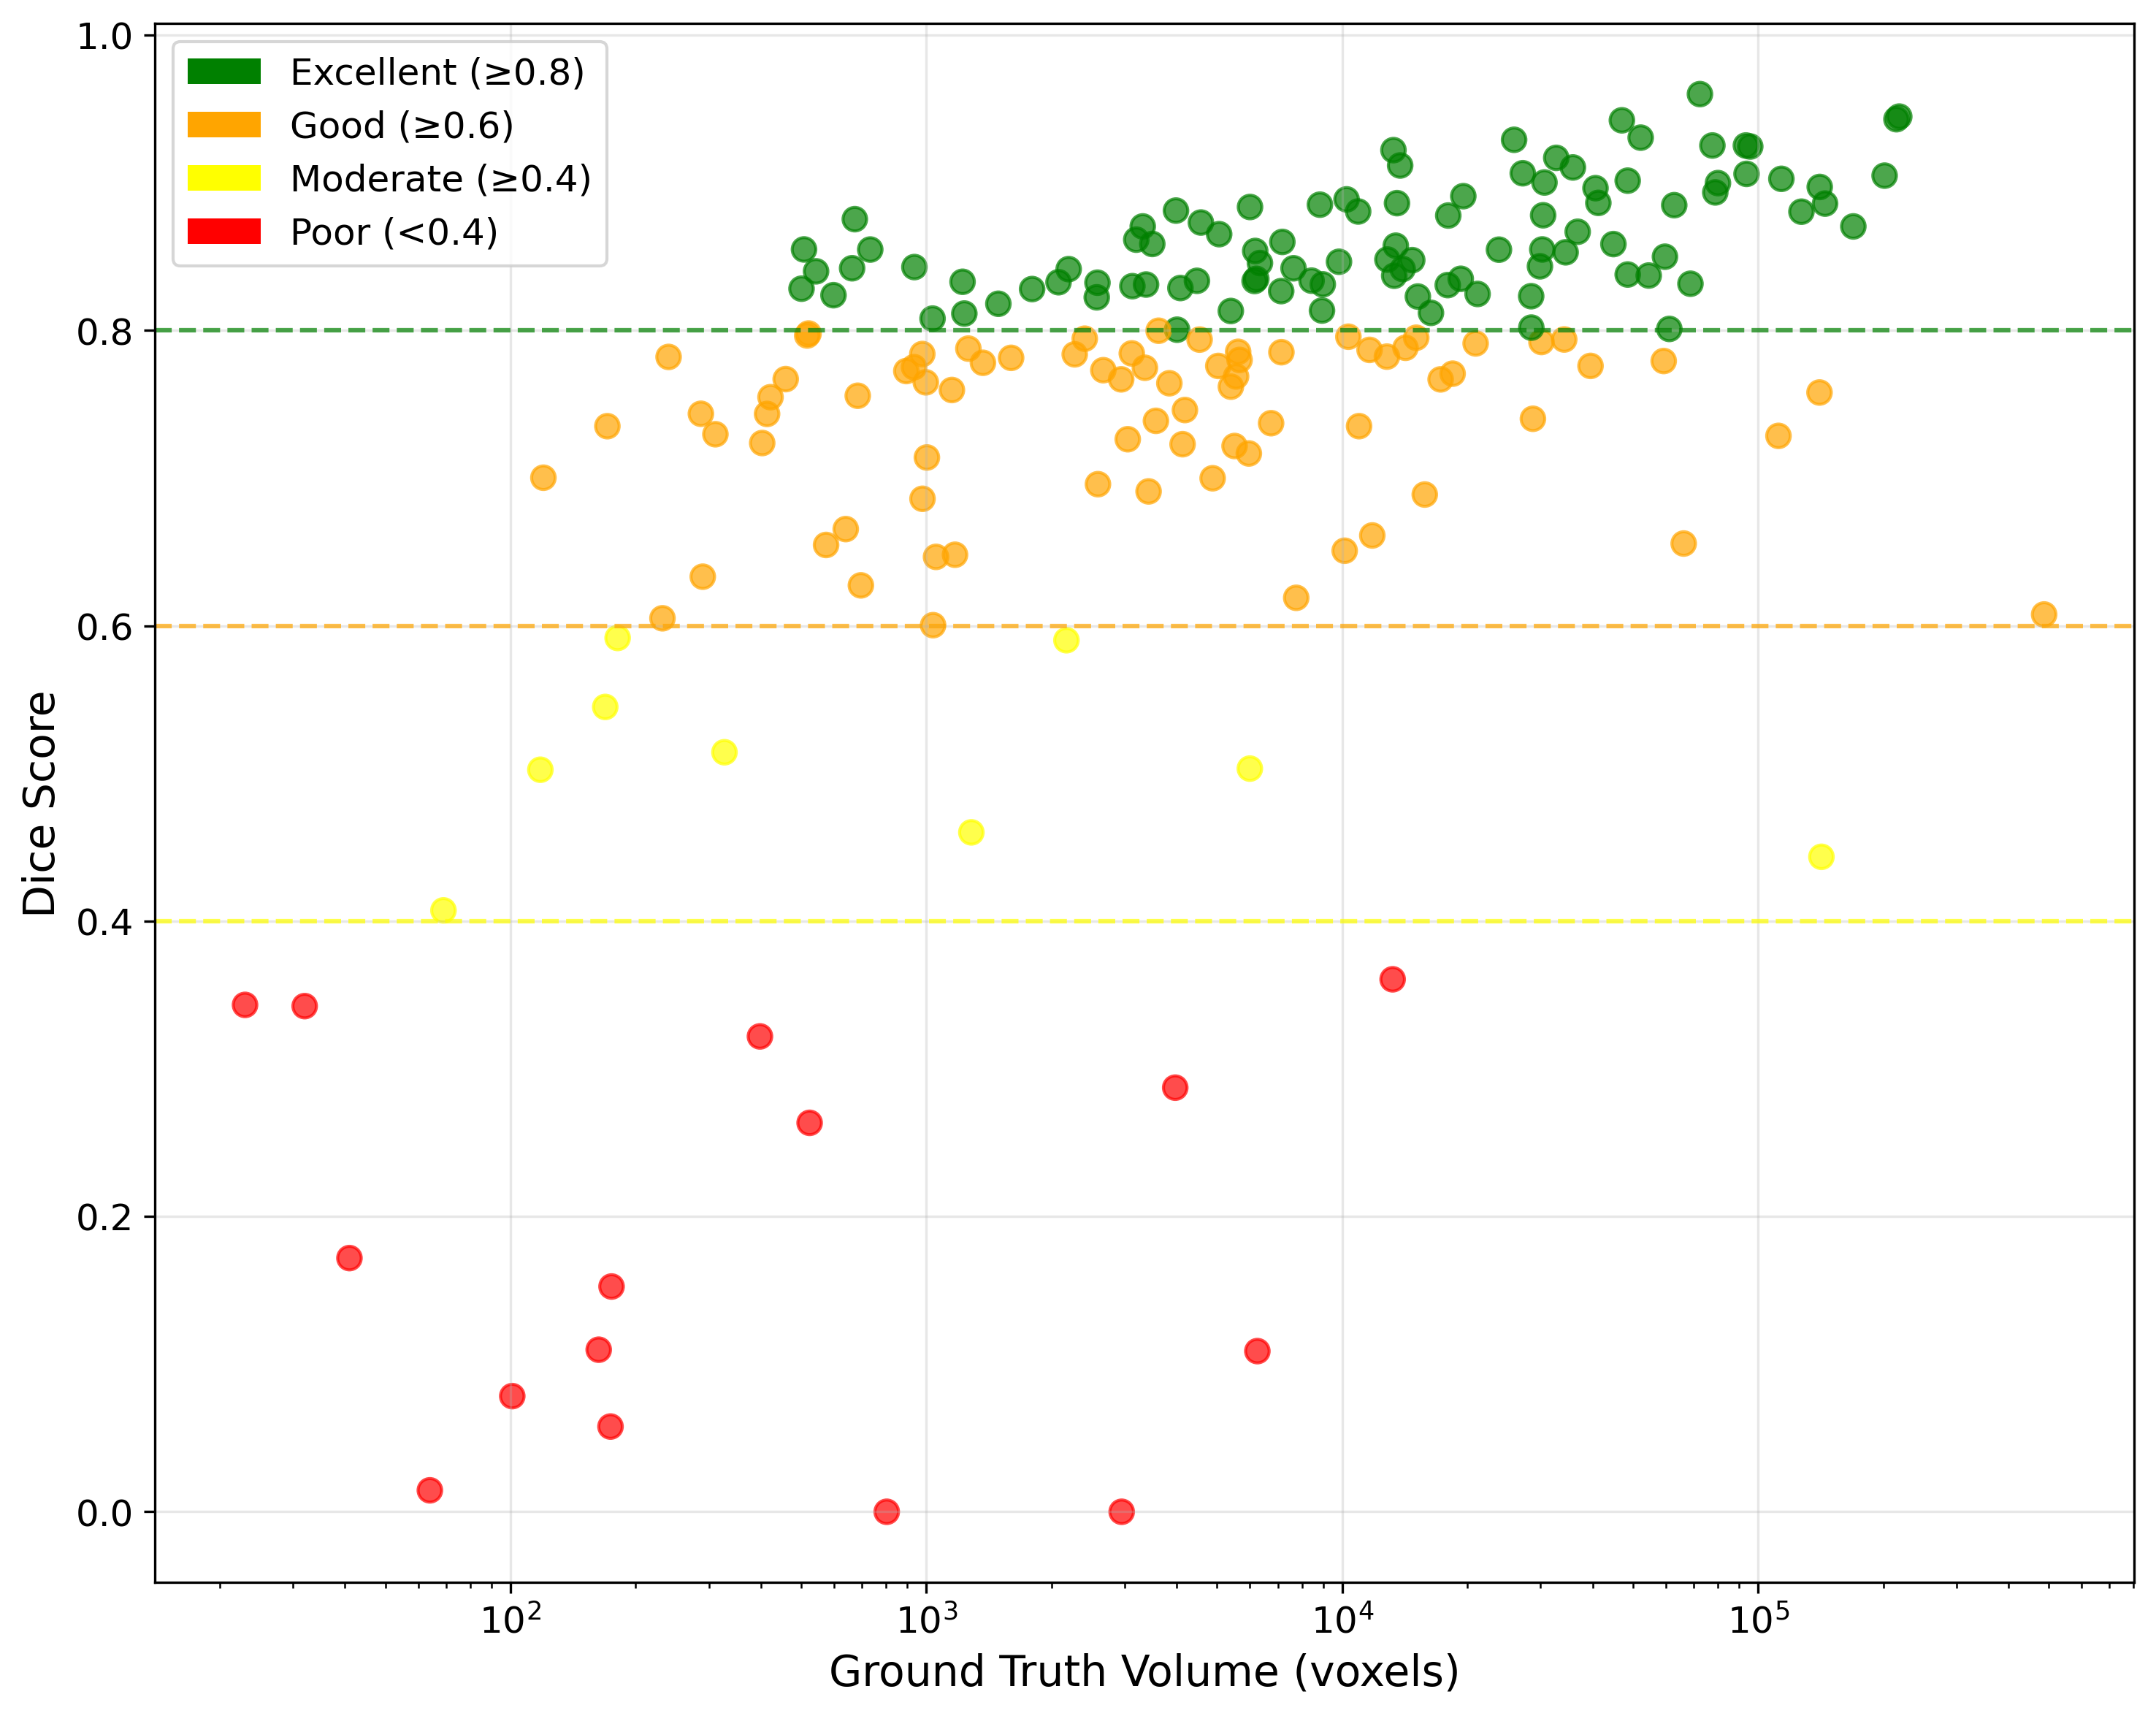 1.0
0.8
0.6
0.4
0.2
0.0
Dice Score
Excellent (≥0.8)
Good (≥0.6)
Moderate (≥0.4)
Poor (<0.4)
10² 10³ 10⁴ 10⁵
Ground Truth Volume (voxels)